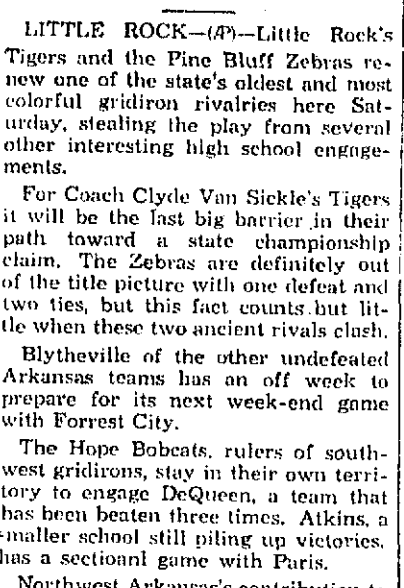 LITTLE ROCK—(AP)—Little Rock's
Tigers and the Pine Bluff Zebras re-
new one of the state's oldest and most
colorful gridiron rivalries here Sat-
urday, stealing the play from several
other interesting high school engage-
ments.
For Coach Clyde Van Sickle's Tigers
it will be the last big barrier in their
path toward a state championship
claim. The Zebras are definitely out
of the title picture with one defeat and
two ties, but this fact counts but lit-
tle when these two ancient rivals clash.
Blytheville of the other undefeated
Arkansas teams has an off week to
prepare for its next week-end game
with Forrest City.
The Hope Bobcats, rulers of south-
west gridirons, stay in their own terri-
tory to engage DeQueen, a team that
has been beaten three times. Atkins, a
smaller school still piling up victories,
has a sectioanl game with Paris.
Northwest Arkansas's contribution to